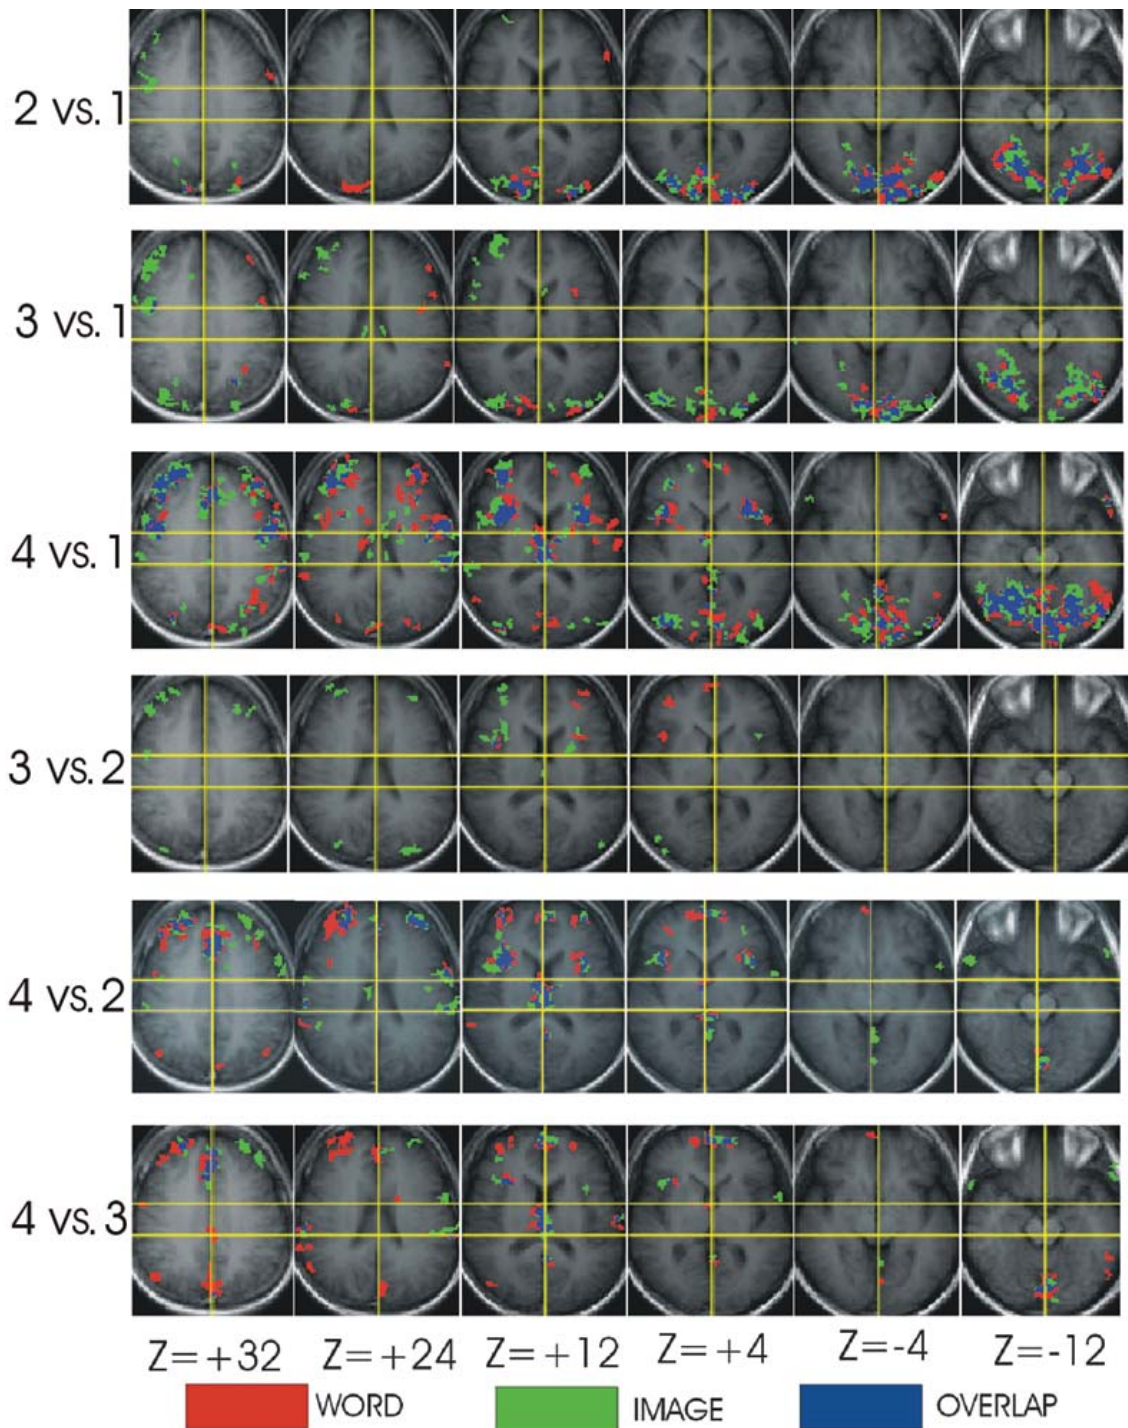 2 vs. 1
3 vs. 1
4 vs. 1
3 vs. 2
4 vs. 2
4 vs. 3
Z=+32 Z=+24 Z=+12 Z=+4 Z=-4 Z=-12
WORD IMAGE OVERLAP